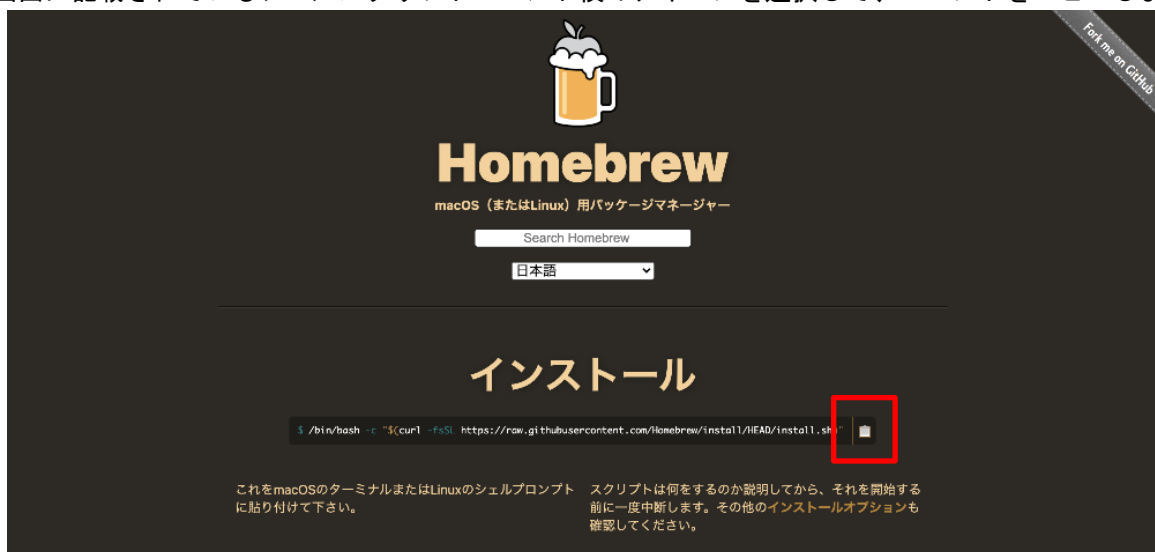 Fork me on GitHub
Homebrew
macOS（またはLinux）用パッケージマネージャー
Search Homebrew
日本語
インストール
$ /bin/bash -c "$(curl -fsSL https://raw.githubusercontent.com/Homebrew/install/HEAD/install.sh)"
これをmacOSのターミナルまたはLinuxのシェルプロンプト
に貼り付けて下さい。
スクリプトは何をするのか説明してから、それを開始する
前に一度中断します。その他のインストールオプションも
確認してください。